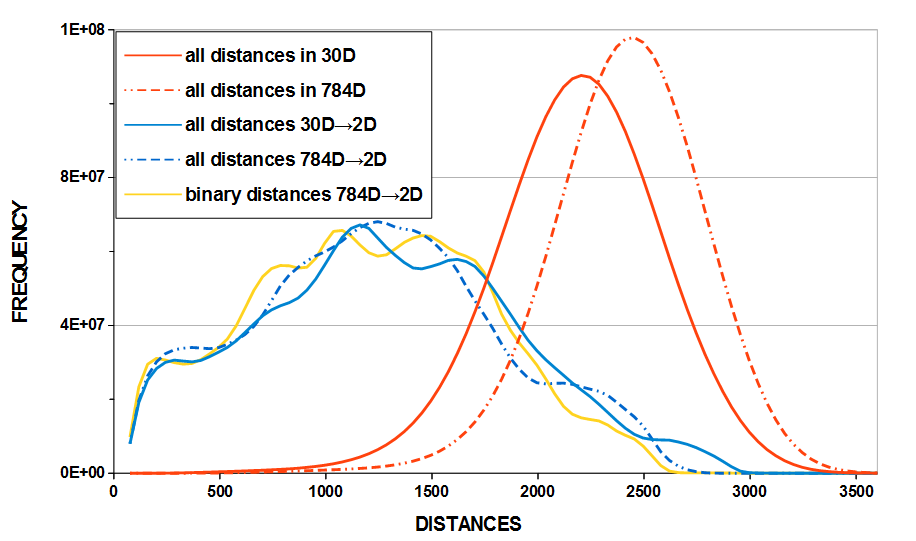 1E+08
all distances in 30D
all distances in 784D
all distances 30D→2D
all distances 784D→2D
binary distances 784D→2D
8E+07
4E+07
0E+00
FREQUENCY
0 500 1000 1500 2000 2500 3000 3500
DISTANCES